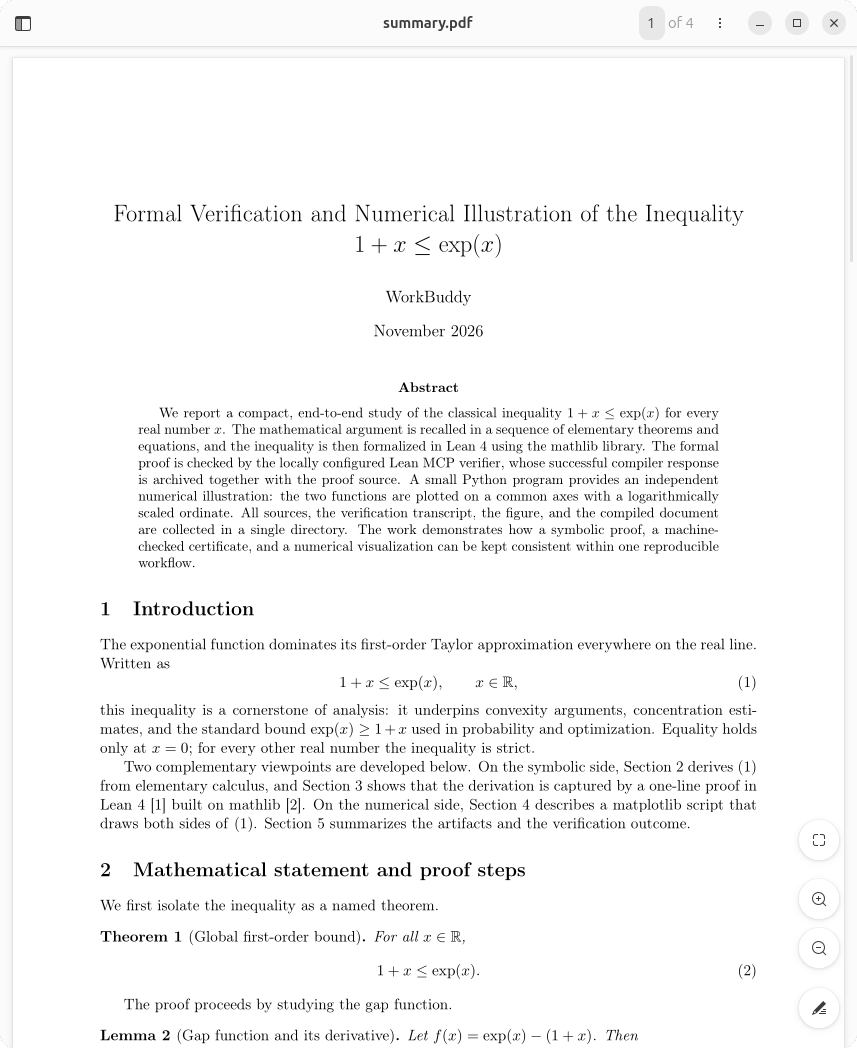 summary.pdf
1 of 4
Formal Verification and Numerical Illustration of the Inequality
1 + x ≤ exp(x)
WorkBuddy
November 2026
Abstract
We report a compact, end-to-end study of the classical inequality 1 + x ≤ exp(x) for every
real number x. The mathematical argument is recalled in a sequence of elementary theorems and
equations, and the inequality is then formalized in Lean 4 using the mathlib library. The formal
proof is checked by the locally configured Lean MCP verifier, whose successful compiler response
is archived together with the proof source. A small Python program provides an independent
numerical illustration: the two functions are plotted on a common axes with a logarithmically
scaled ordinate. All sources, the verification transcript, the figure, and the compiled document
are collected in a single directory. The work demonstrates how a symbolic proof, a machine-
checked certificate, and a numerical visualization can be kept consistent within one reproducible
workflow.
1 Introduction
The exponential function dominates its first-order Taylor approximation everywhere on the real line.
Written as
1 + x ≤ exp(x), x ∈ ℝ, (1)
this inequality is a cornerstone of analysis: it underpins convexity arguments, concentration esti-
mates, and the standard bound exp(x) ≥ 1 + x used in probability and optimization. Equality holds
only at x = 0; for every other real number the inequality is strict.
Two complementary viewpoints are developed below. On the symbolic side, Section 2 derives (1)
from elementary calculus, and Section 3 shows that the derivation is captured by a one-line proof in
Lean 4 [1] built on mathlib [2]. On the numerical side, Section 4 describes a matplotlib script that
draws both sides of (1). Section 5 summarizes the artifacts and the verification outcome.
2 Mathematical statement and proof steps
We first isolate the inequality as a named theorem.
Theorem 1 (Global first-order bound). For all x ∈ ℝ,
1 + x ≤ exp(x). (2)
The proof proceeds by studying the gap function.
Lemma 2 (Gap function and its derivative). Let f(x) = exp(x) − (1 + x). Then